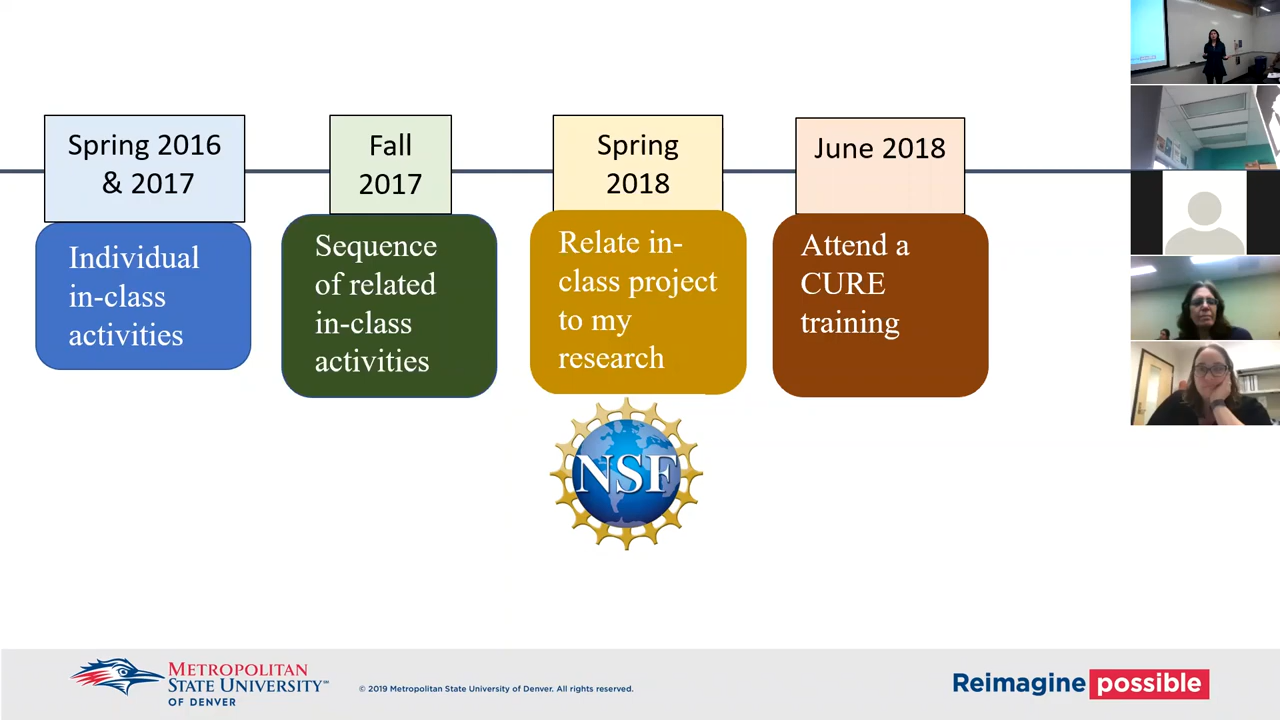 Spring 2016
& 2017
Fall
2017
Spring
2018
June 2018
Individual
in-class
activities
Sequence
of related
in-class
activities
Relate in-
class project
to my
research
Attend a
CURE
training
NSF
METROPOLITAN
STATE UNIVERSITY℠
OF DENVER
© 2019 Metropolitan State University of Denver. All rights reserved.
Reimagine possible